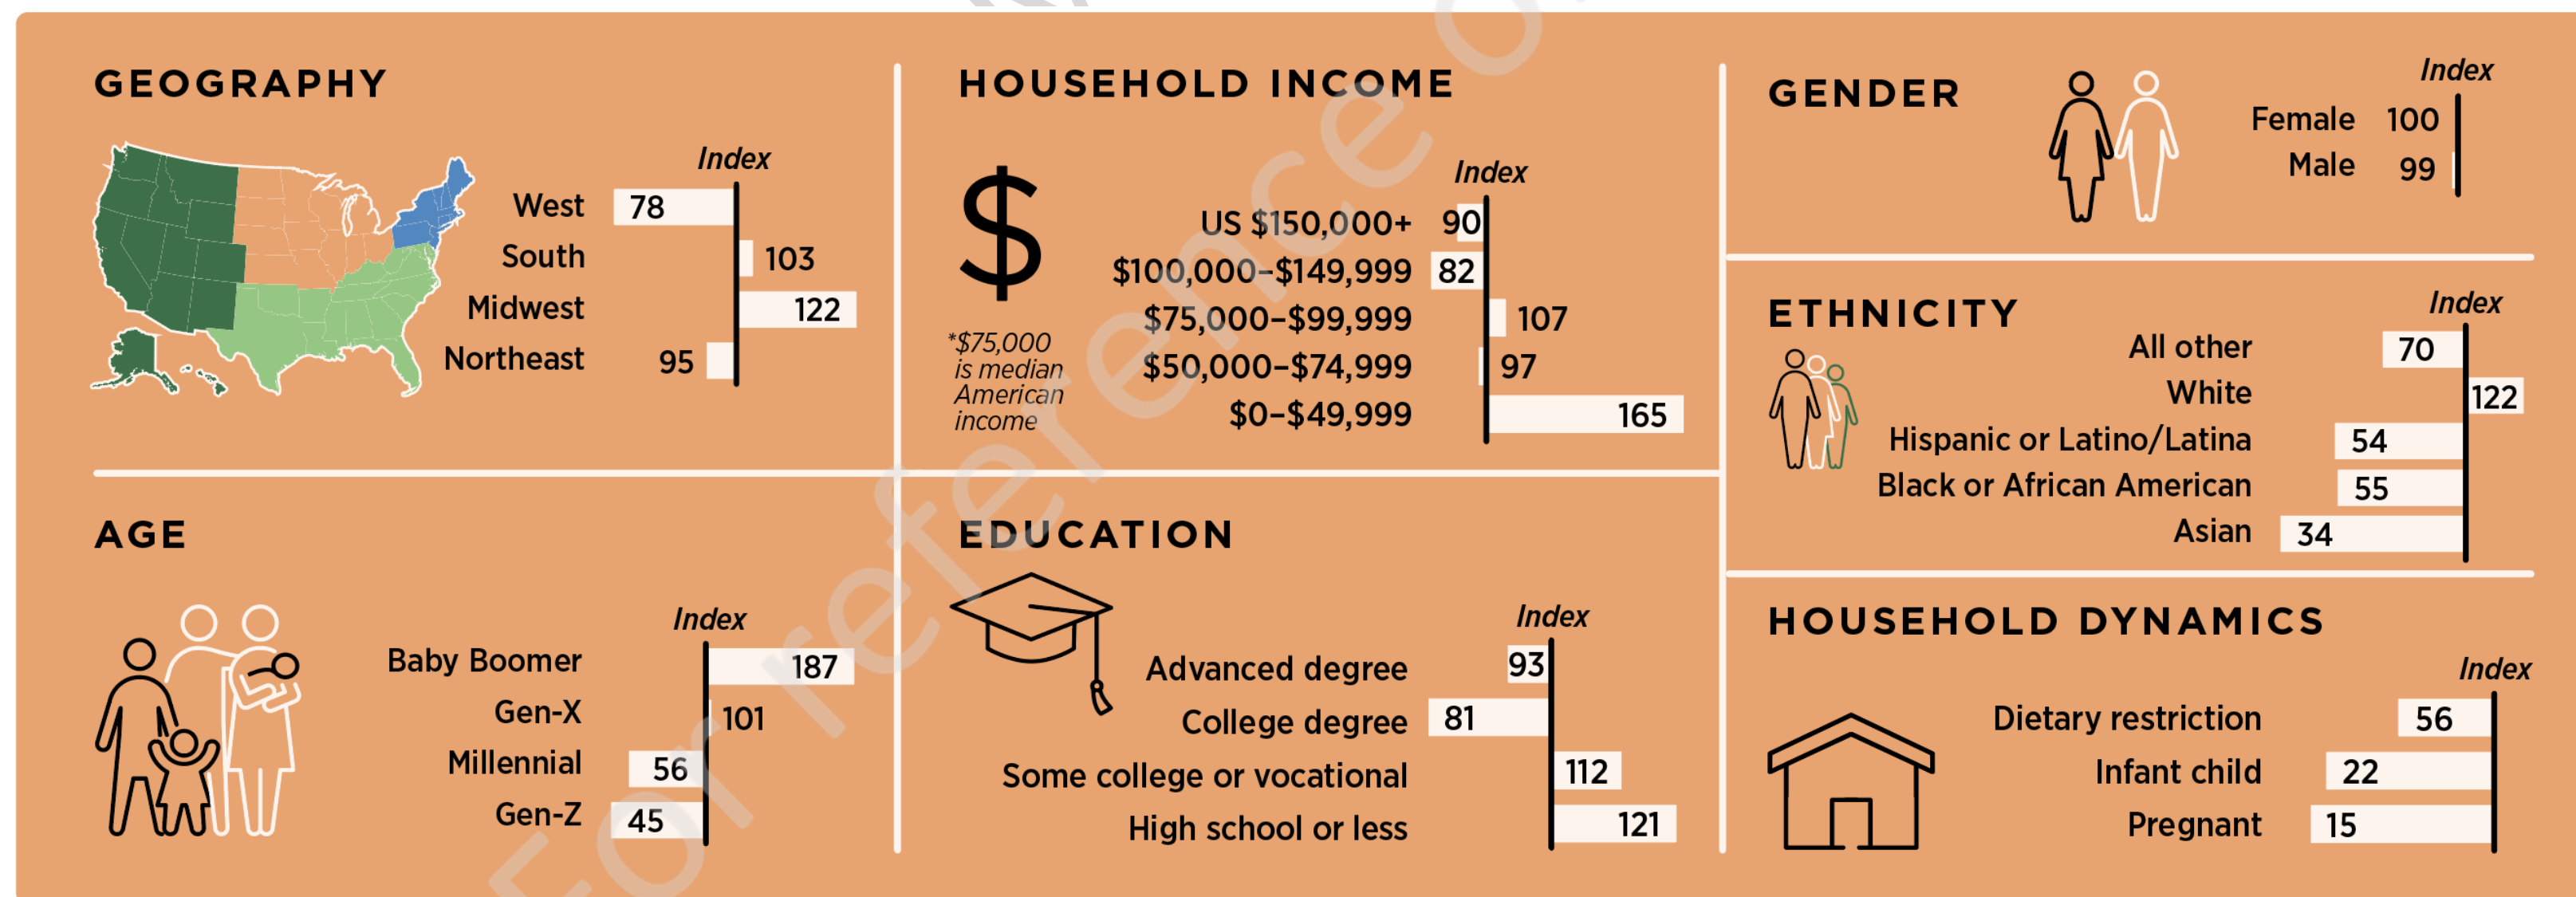 GEOGRAPHY
Index
West 78
South 103
Midwest 122
Northeast 95
HOUSEHOLD INCOME
$
Index
US $150,000+ 90
$100,000–$149,999 82
$75,000–$99,999 107
$50,000–$74,999 97
$0–$49,999 165
*$75,000
is median
American
income
GENDER
Index
Female 100
Male 99
ETHNICITY
Index
All other 70
White 122
Hispanic or Latino/Latina 54
Black or African American 55
Asian 34
AGE
Index
Baby Boomer 187
Gen-X 101
Millennial 56
Gen-Z 45
EDUCATION
Index
Advanced degree 93
College degree 81
Some college or vocational 112
High school or less 121
HOUSEHOLD DYNAMICS
Index
Dietary restriction 56
Infant child 22
Pregnant 15
For reference